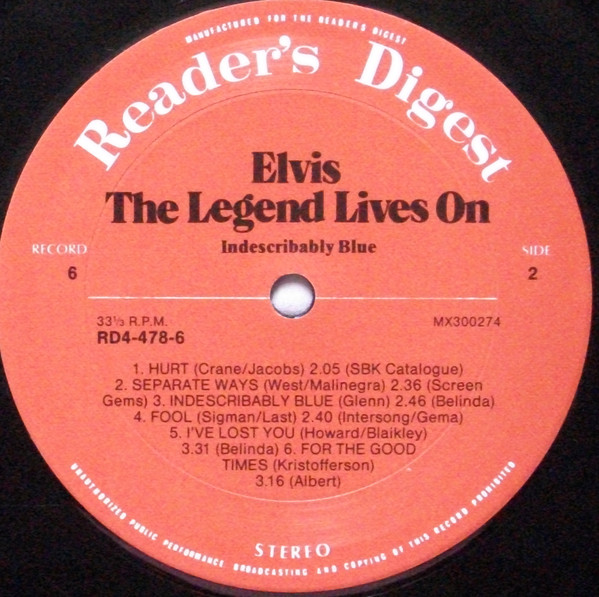 MANUFACTURED FOR THE READER'S DIGEST
Reader's Digest
Elvis
The Legend Lives On
Indescribably Blue
RECORD
6
SIDE
2
33⅓ R.P.M.
MX300274
RD4-478-6
1. HURT (Crane/Jacobs) 2.05 (SBK Catalogue)
2. SEPARATE WAYS (West/Malinegra) 2.36 (Screen
Gems) 3. INDESCRIBABLY BLUE (Glenn) 2.46 (Belinda)
4. FOOL (Sigman/Last) 2.40 (Intersong/Gema)
5. I'VE LOST YOU (Howard/Blaikley)
3.31 (Belinda) 6. FOR THE GOOD
TIMES (Kristofferson)
3.16 (Albert)
STEREO
UNAUTHORIZED PUBLIC PERFORMANCE, BROADCASTING AND COPYING OF THIS RECORD PROHIBITED